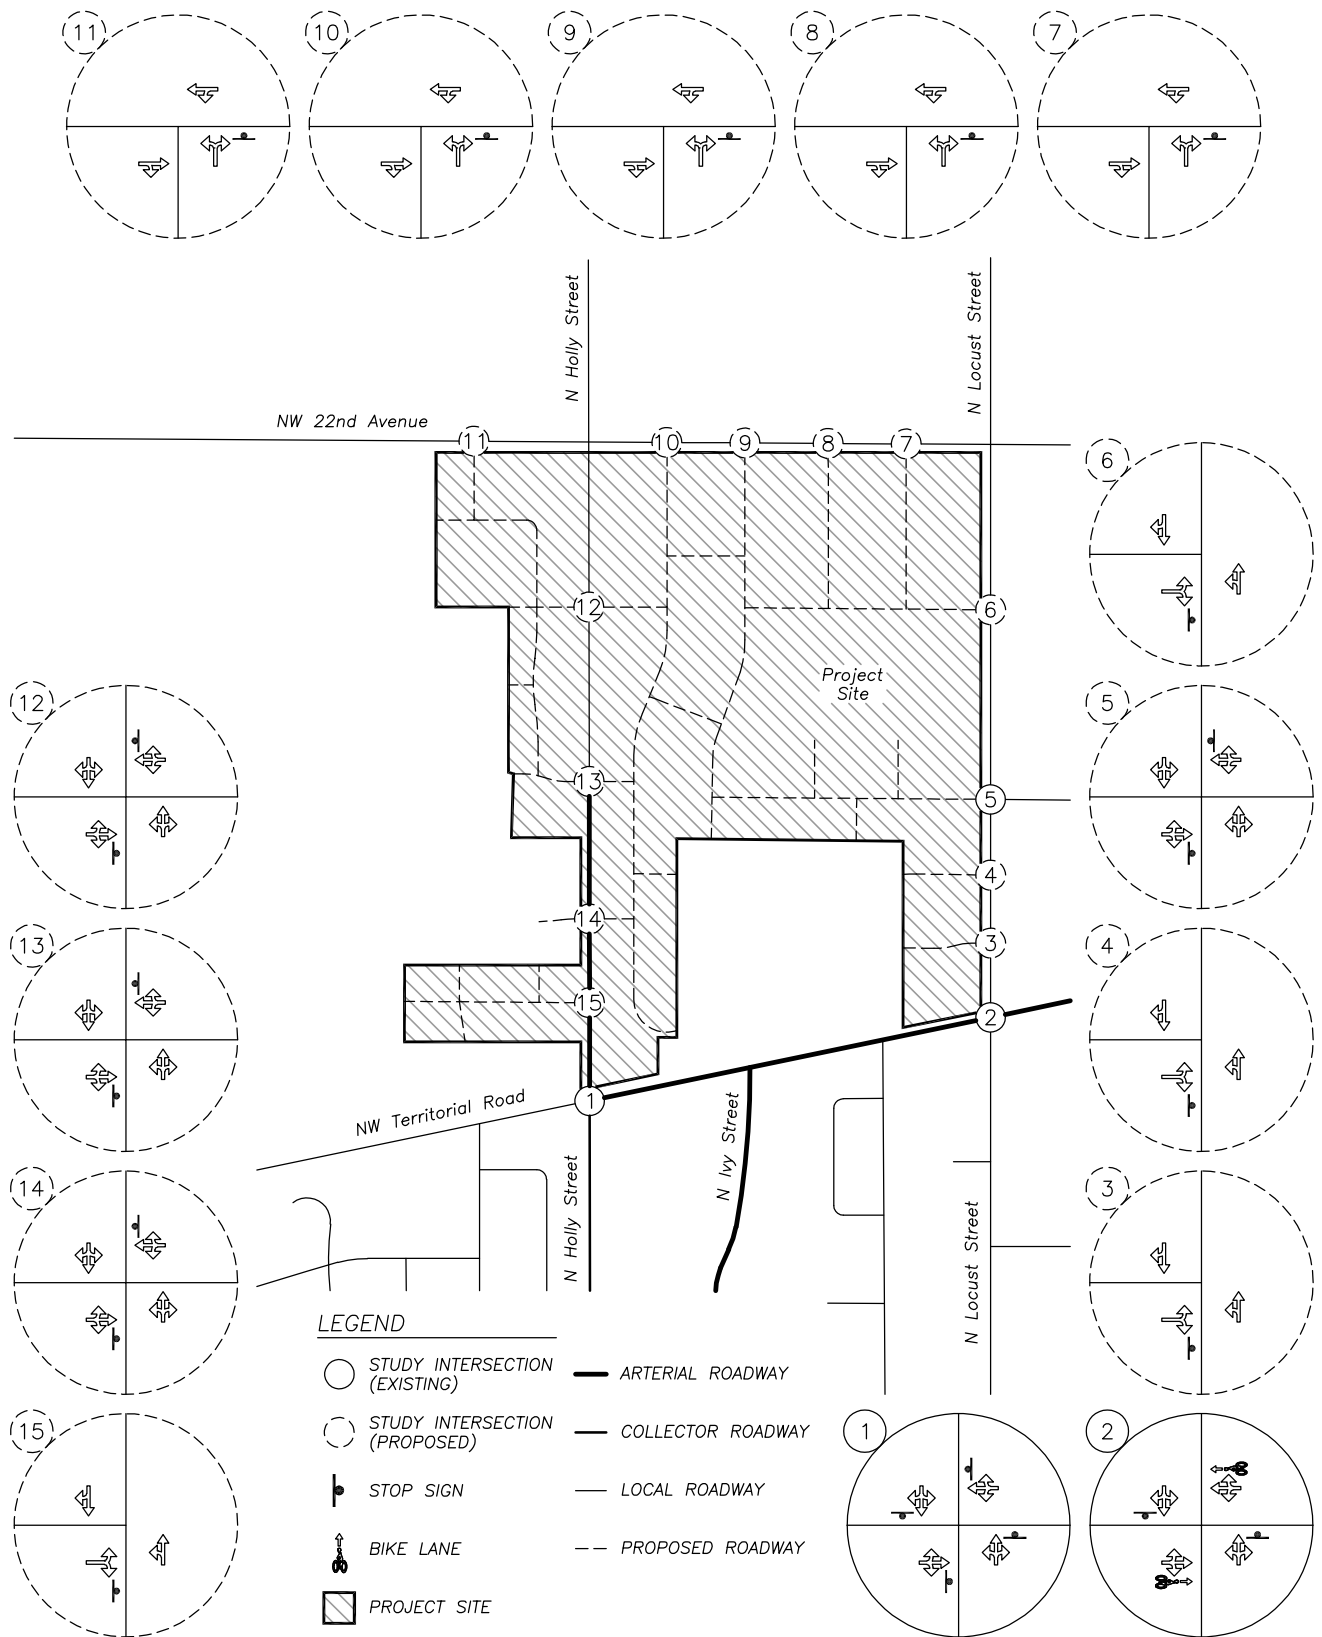 11
10
9
8
7
N Holly Street
N Locust Street
NW 22nd Avenue
11
10
9
8
7
6
12
6
Project
Site
12
5
13
5
4
14
3
13
4
15
2
1
NW Territorial Road
N Ivy Street
14
3
N Holly Street
N Locust Street
LEGEND
STUDY INTERSECTION
(EXISTING)
ARTERIAL ROADWAY
STUDY INTERSECTION
(PROPOSED)
COLLECTOR ROADWAY
15
1
2
STOP SIGN
LOCAL ROADWAY
BIKE LANE
PROPOSED ROADWAY
PROJECT SITE